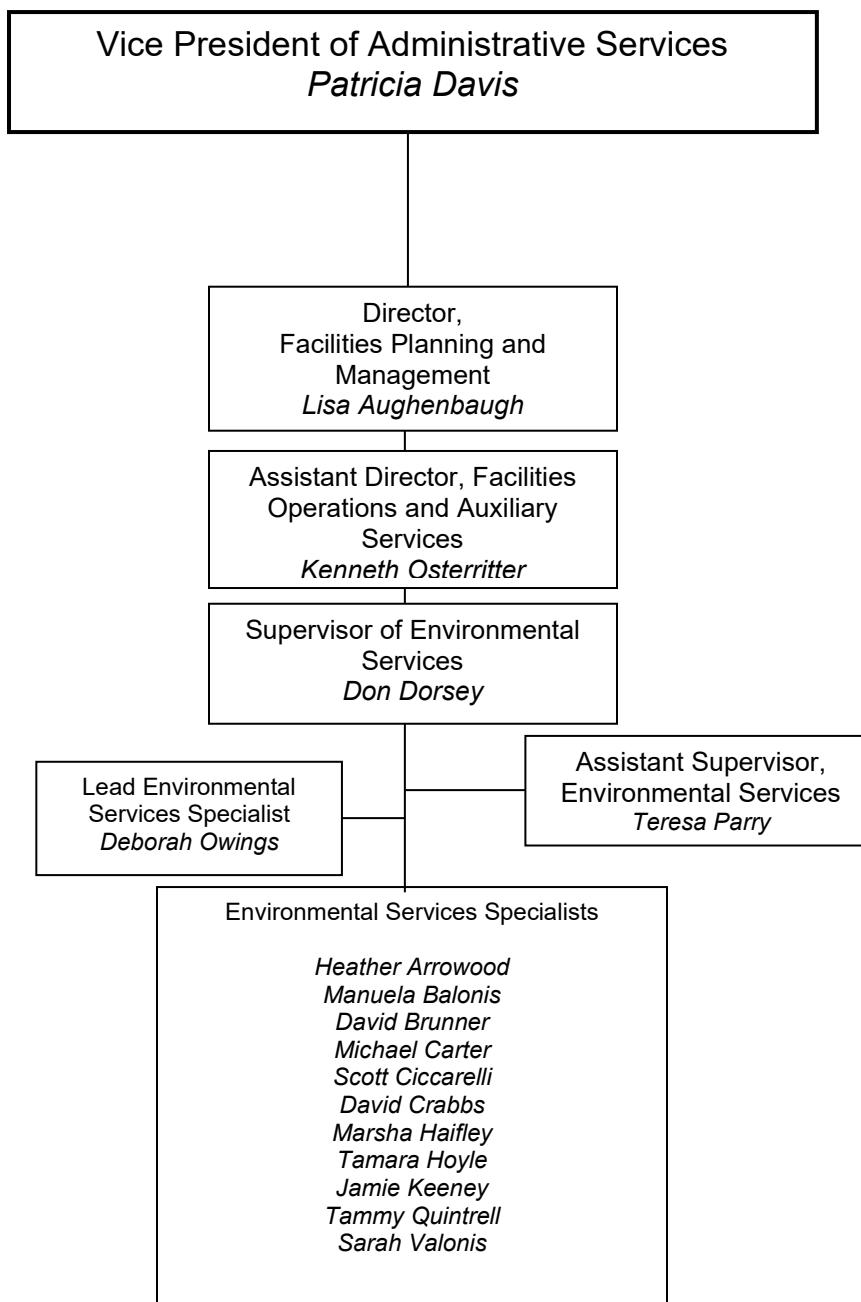 Vice President of Administrative Services
Patricia Davis
Director,
Facilities Planning and
Management
Lisa Aughenbaugh
Assistant Director, Facilities
Operations and Auxiliary
Services
Kenneth Osterritter
Supervisor of Environmental
Services
Don Dorsey
Lead Environmental
Services Specialist
Deborah Owings
Assistant Supervisor,
Environmental Services
Teresa Parry
Environmental Services Specialists
Heather Arrowood
Manuela Balonis
David Brunner
Michael Carter
Scott Ciccarelli
David Crabbs
Marsha Haifley
Tamara Hoyle
Jamie Keeney
Tammy Quintrell
Sarah Valonis